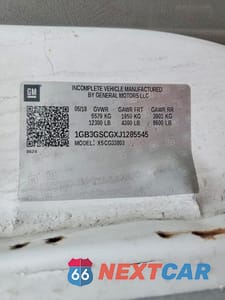 GM
INCOMPLETE VEHICLE MANUFACTURED
BY GENERAL MOTORS LLC
05/18 GVWR GAWR FRT GAWR RR
5579 KG 1950 KG 3901 KG
12300 LB 4300 LB 8600 LB
1GB3GSCGXJ1285545
MODEL: XSCG33803
66 NEXTCAR